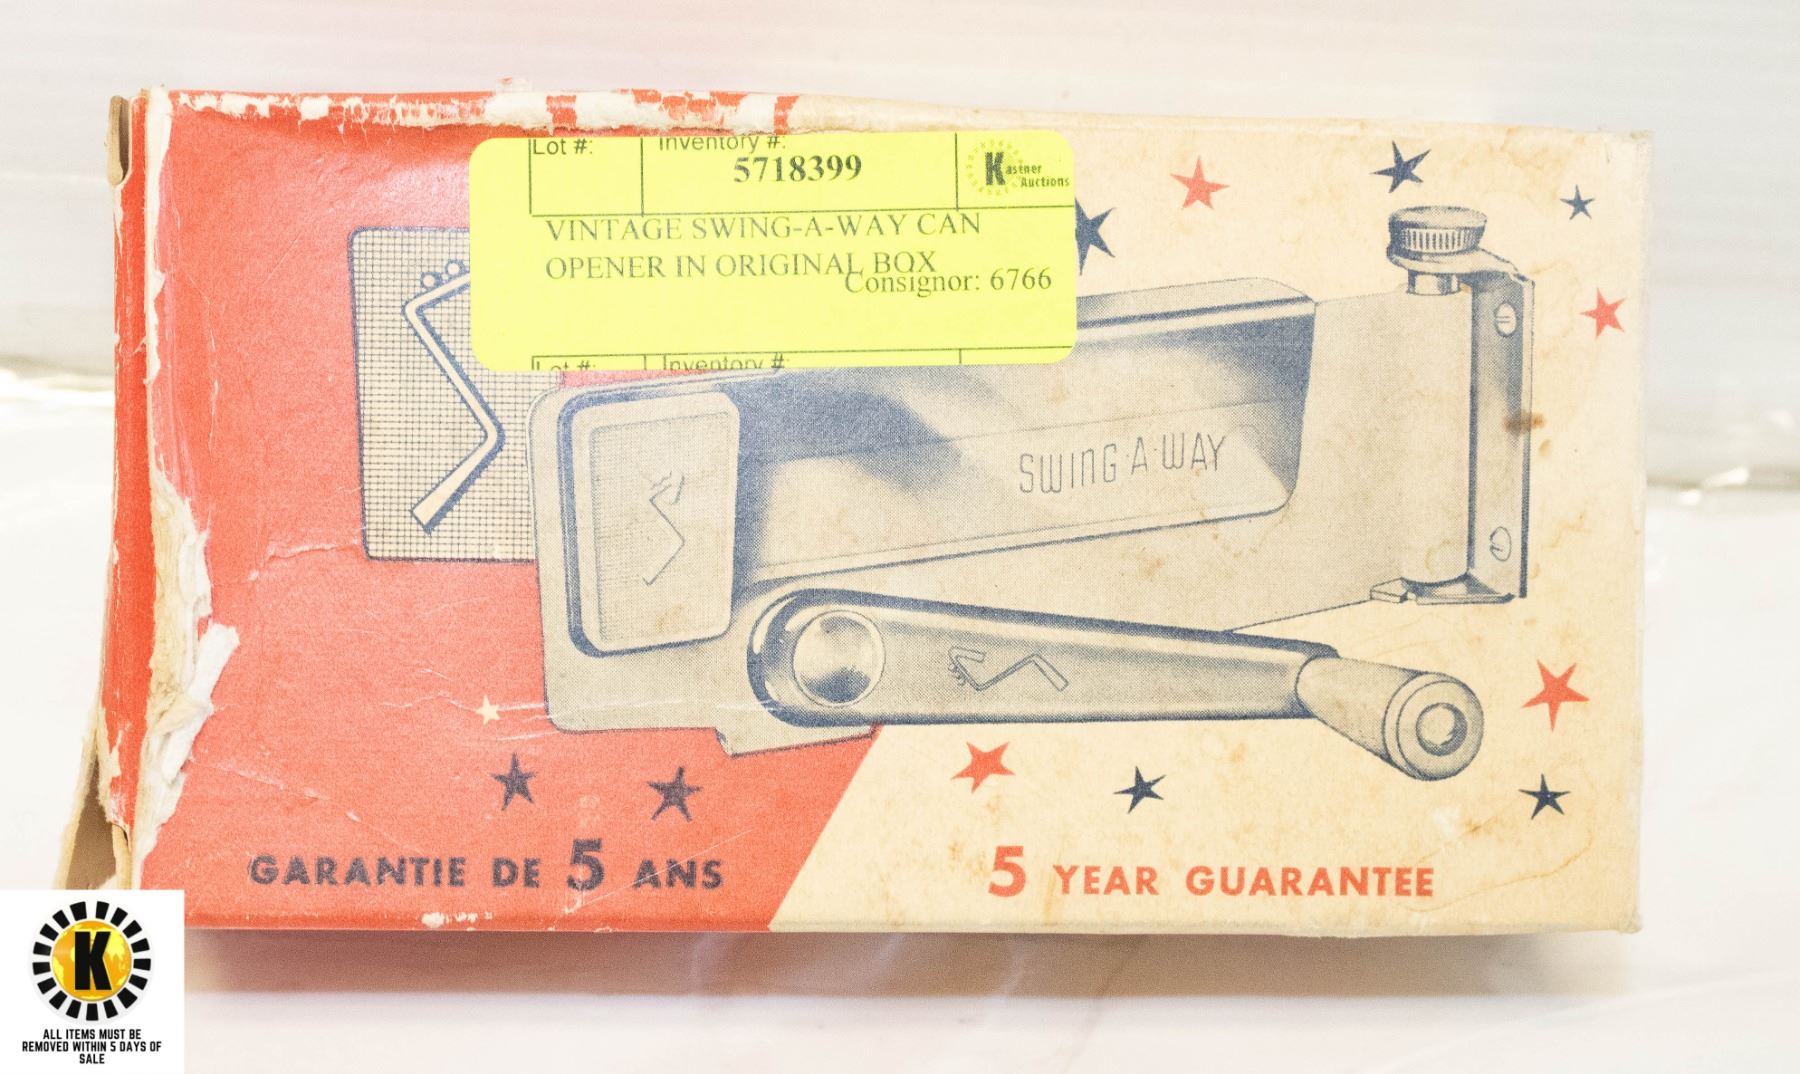 Lot #:
Inventory #:
5718399
Kastner
Auctions
VINTAGE SWING-A-WAY CAN
OPENER IN ORIGINAL BOX
Consignor: 6766
Lot #:
Inventory #:
SWING·A·WAY
GARANTIE DE 5 ANS
5 YEAR GUARANTEE
K
ALL ITEMS MUST BE
REMOVED WITHIN 5 DAYS OF
SALE